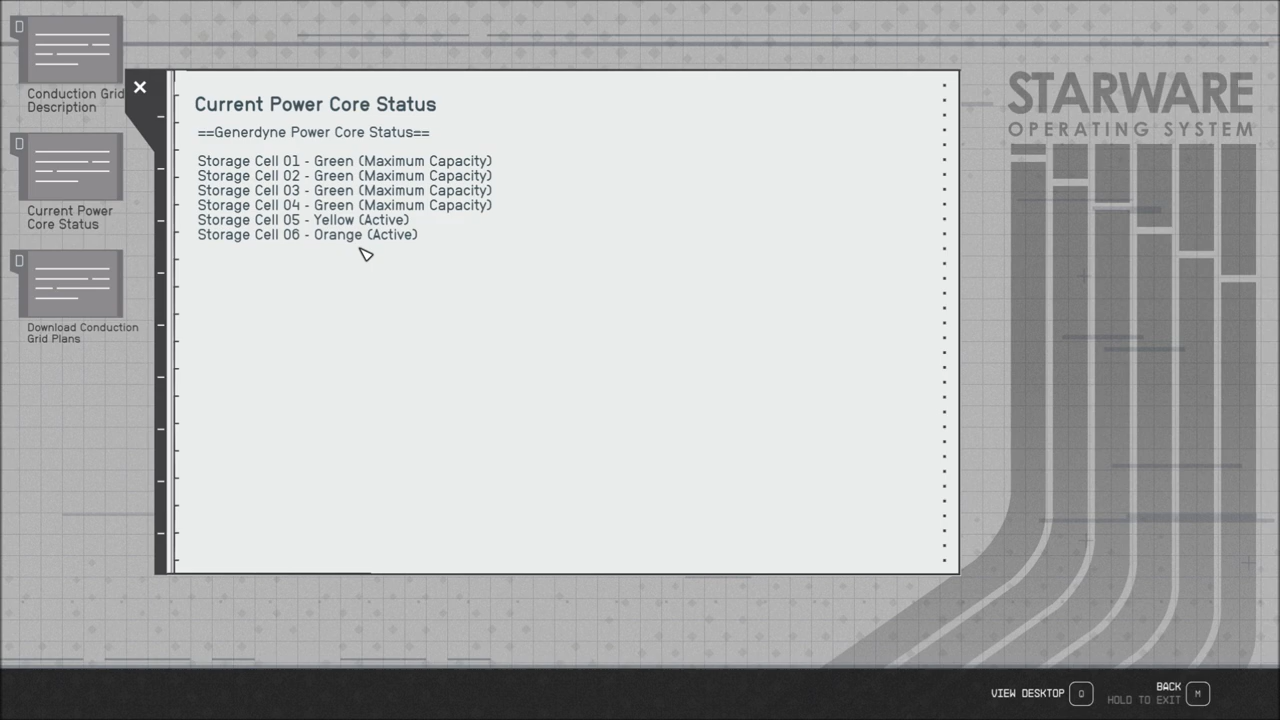 Conduction Grid
Description
Current Power
Core Status
Download Conduction
Grid Plans
Current Power Core Status
==Generdyne Power Core Status==
Storage Cell 01 - Green (Maximum Capacity)
Storage Cell 02 - Green (Maximum Capacity)
Storage Cell 03 - Green (Maximum Capacity)
Storage Cell 04 - Green (Maximum Capacity)
Storage Cell 05 - Yellow (Active)
Storage Cell 06 - Orange (Active)
STARWARE
OPERATING SYSTEM
VIEW DESKTOP Q
BACK
HOLD TO EXIT M